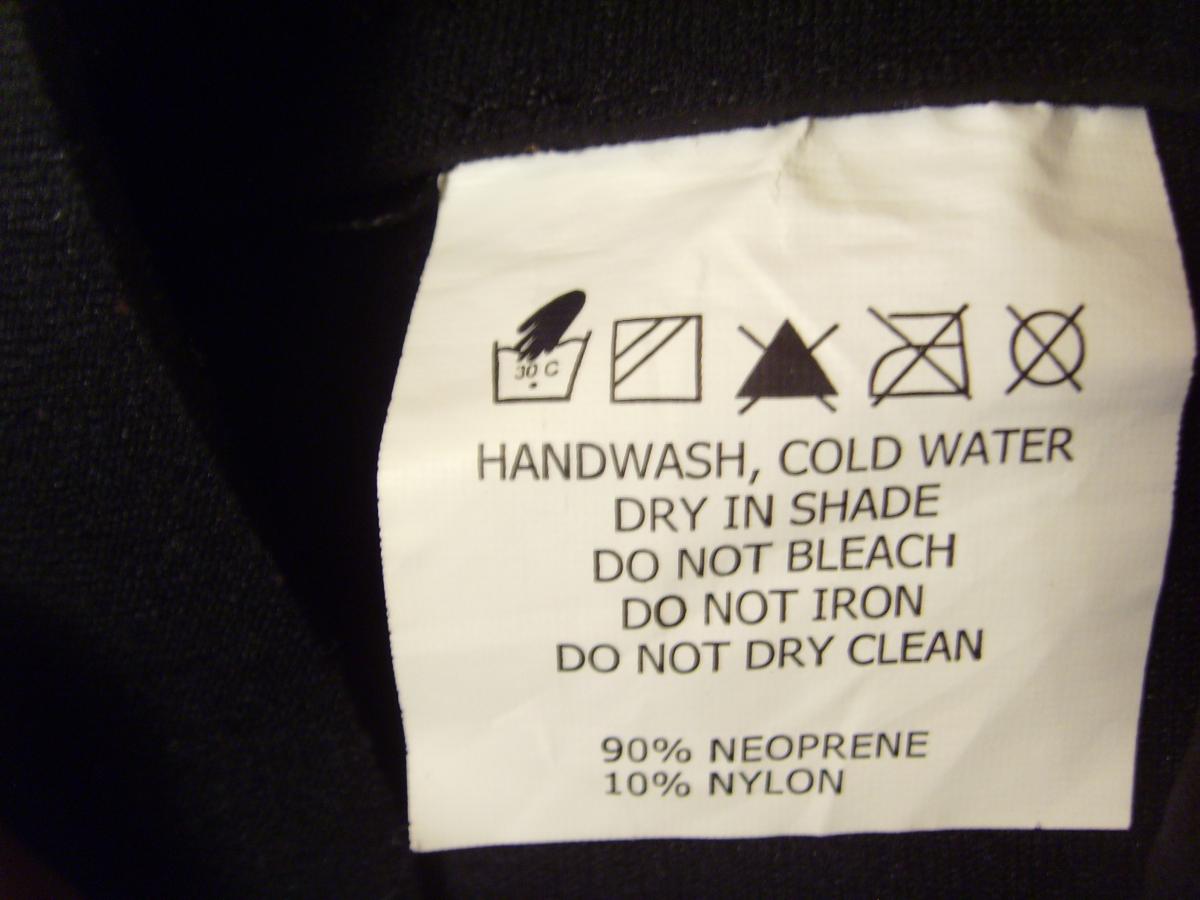 30 C
HANDWASH, COLD WATER
DRY IN SHADE
DO NOT BLEACH
DO NOT IRON
DO NOT DRY CLEAN
90% NEOPRENE
10% NYLON